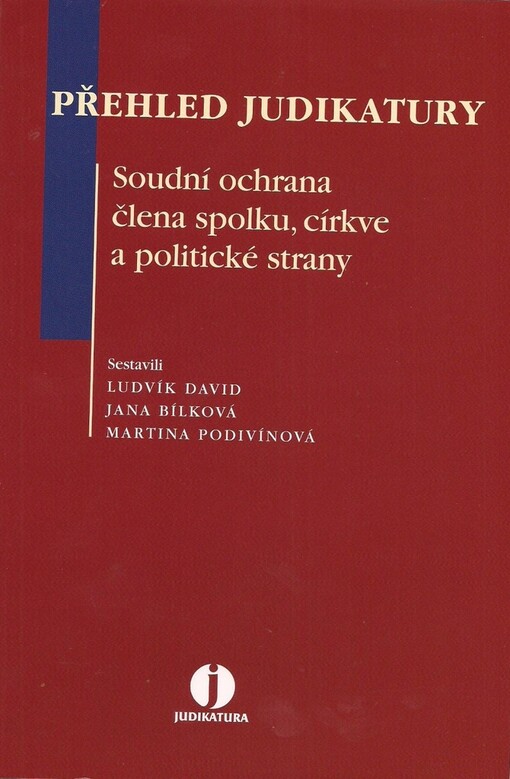 PŘEHLED JUDIKATURY
Soudní ochrana
člena spolku, církve
a politické strany
Sestavili
LUDVÍK DAVID
JANA BÍLKOVÁ
MARTINA PODIVÍNOVÁ
j
JUDIKATURA